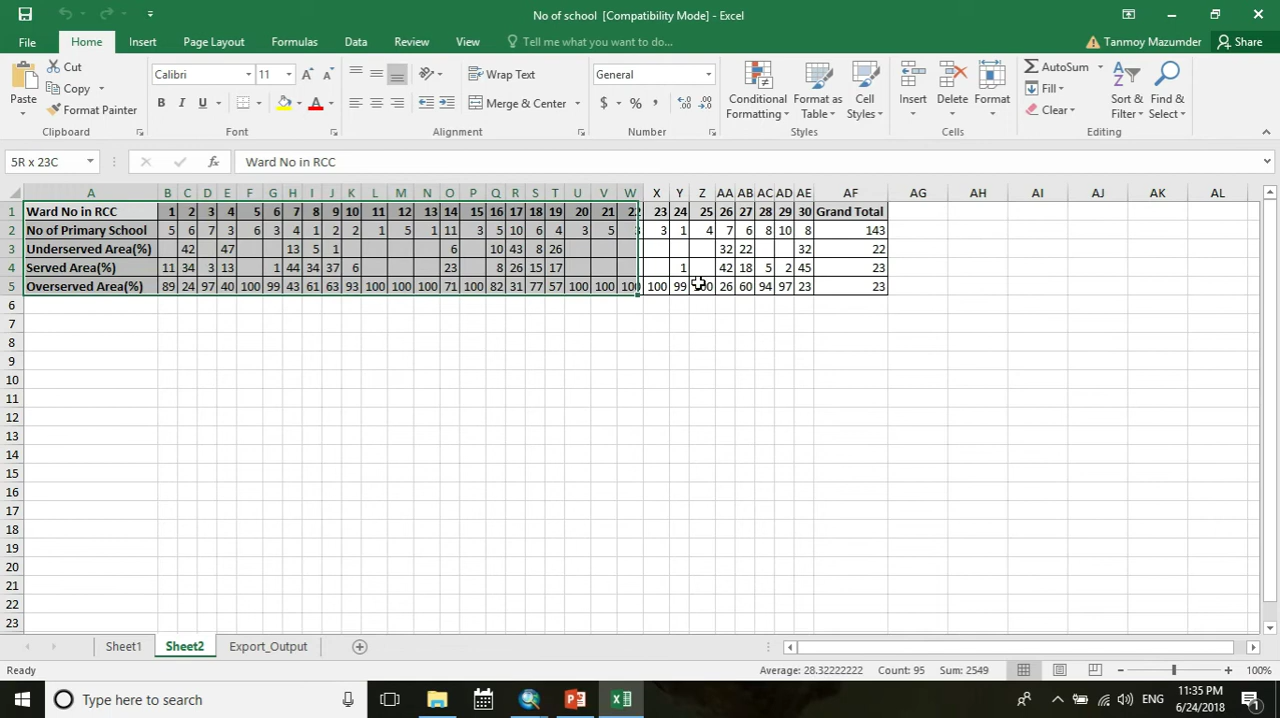 No of school [Compatibility Mode] - Excel
File Home Insert Page Layout Formulas Data Review View Tell me what you want to do... Tanmoy Mazumder Share
Paste Cut Copy Format Painter
Calibri 11 A A
B I U A
Wrap Text
Merge & Center
General
$ % ,
Conditional Formatting Format as Table Cell Styles
Insert Delete Format
AutoSum Fill Clear
Sort & Filter Find & Select
Clipboard Font Alignment Number Styles Cells Editing
5R x 23C fx Ward No in RCC
A B C D E F G H I J K L M N O P Q R S T U V W X Y Z AA AB AC AD AE AF AG AH AI AJ AK AL
1 Ward No in RCC 1 2 3 4 5 6 7 8 9 10 11 12 13 14 15 16 17 18 19 20 21 22 23 24 25 26 27 28 29 30 Grand Total
2 No of Primary School 5 6 7 3 6 3 4 1 2 2 1 5 1 11 3 5 10 6 4 3 5 3 1 4 7 6 8 10 8 143
3 Underserved Area(%) 42 47 13 5 1 6 10 43 8 26 32 22 32 22
4 Served Area(%) 11 34 3 13 1 44 34 37 6 23 8 26 15 17 1 42 18 5 2 45 23
5 Overserved Area(%) 89 24 97 40 100 99 43 61 63 93 100 100 100 71 100 82 31 77 57 100 100 100 100 99 26 60 94 97 23 23
6
7
8
9
10
11
12
13
14
15
16
17
18
19
20
21
22
23
Sheet1 Sheet2 Export_Output
Ready Average: 28.32222222 Count: 95 Sum: 2549 100%
Type here to search ENG 11:35 PM
6/24/2018 1